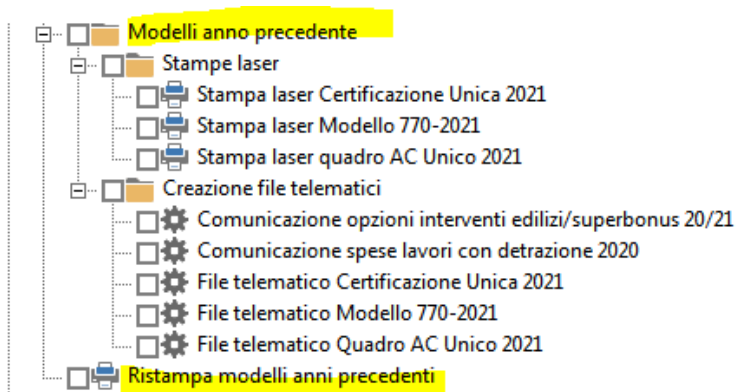 Modelli anno precedente
Stampe laser
Stampa laser Certificazione Unica 2021
Stampa laser Modello 770-2021
Stampa laser quadro AC Unico 2021
Creazione file telematici
Comunicazione opzioni interventi edilizi/superbonus 20/21
Comunicazione spese lavori con detrazione 2020
File telematico Certificazione Unica 2021
File telematico Modello 770-2021
File telematico Quadro AC Unico 2021
Ristampa modelli anni precedenti